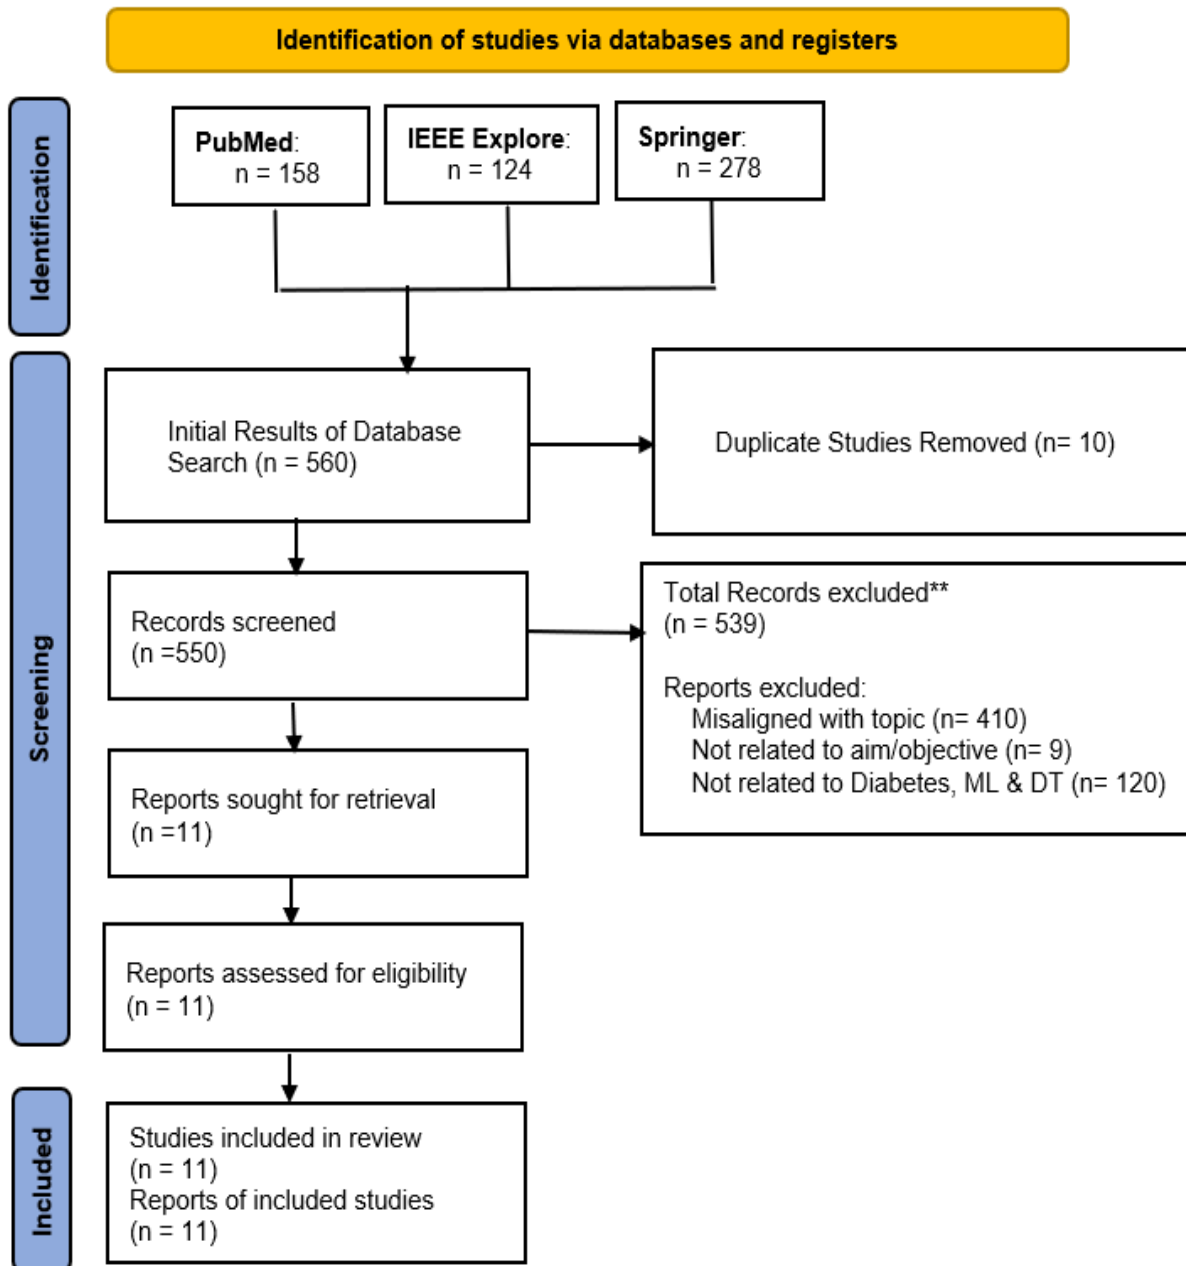 Identification of studies via databases and registers
Identification
PubMed:
n = 158
IEEE Explore:
n = 124
Springer:
n = 278
Screening
Initial Results of Database
Search (n = 560)
Duplicate Studies Removed (n= 10)
Records screened
(n =550)
Total Records excluded**
(n = 539)
Reports excluded:
Misaligned with topic (n= 410)
Not related to aim/objective (n= 9)
Not related to Diabetes, ML & DT (n= 120)
Reports sought for retrieval
(n =11)
Reports assessed for eligibility
(n = 11)
Included
Studies included in review
(n = 11)
Reports of included studies
(n = 11)